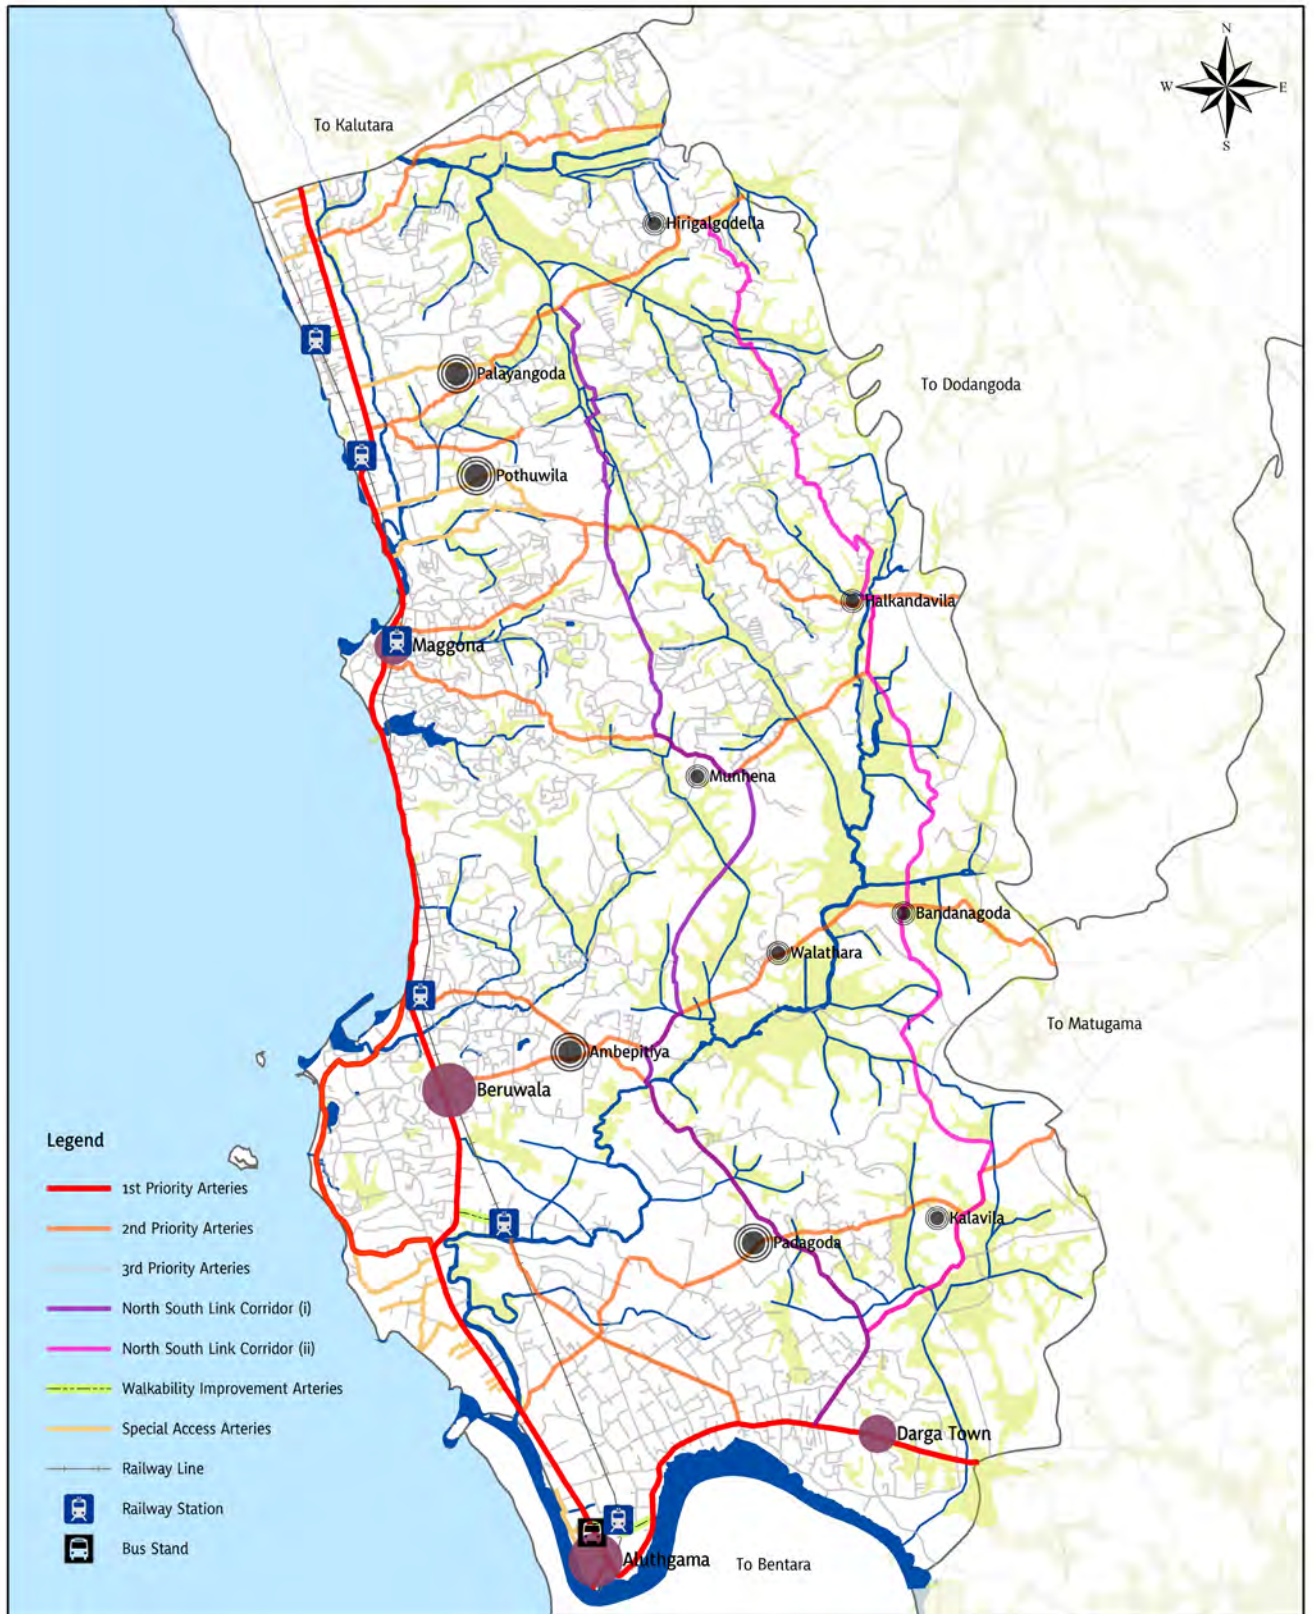 N
W
E
S
To Kalutara
Hirigalgodella
Palayangoda
To Dodangoda
Pothuwila
Halkandavila
Maggona
Munhena
Bandanagoda
Walathara
To Matugama
Ambepitiya
Beruwala
Kalavila
Padagoda
Darga Town
Aluthgama
To Bentara
Legend
1st Priority Arteries
2nd Priority Arteries
3rd Priority Arteries
North South Link Corridor (i)
North South Link Corridor (ii)
Walkability Improvement Arteries
Special Access Arteries
Railway Line
Railway Station
Bus Stand